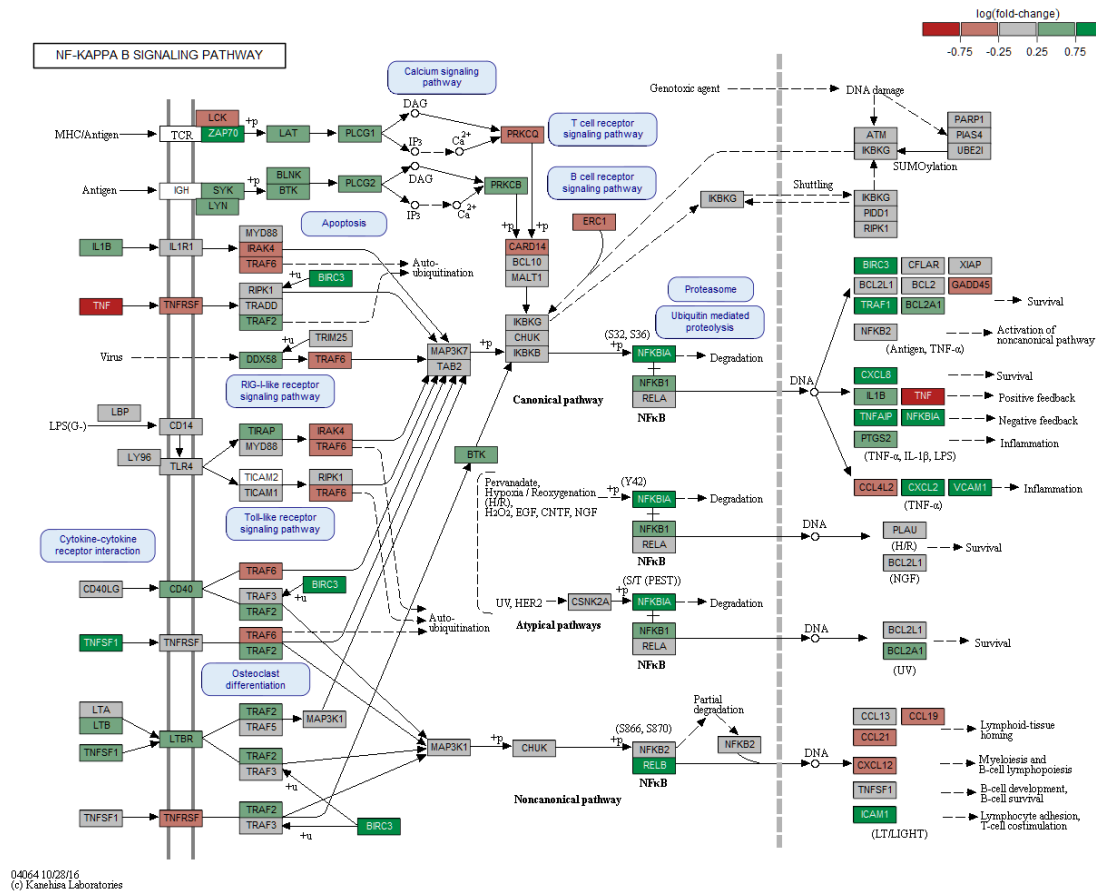 log(fold-change)
-0.75 -0.25 0.25 0.75
NF-KAPPA B SIGNALING PATHWAY
Calcium signaling
pathway
Genotoxic agent
DNA damage
MHC/Antigen
TCR
LCK
ZAP70
+p
LAT
PLCG1
DAG
IP3
Ca2+
PRKCQ
T cell receptor
signaling pathway
ATM
IKBKG
PARP1
PIAS4
UBE2I
SUMOylation
Antigen
IGH
SYK
LYN
+p
BLNK
BTK
PLCG2
DAG
IP3
Ca2+
PRKCB
B cell receptor
signaling pathway
Shuttling
IKBKG
IKBKG
PIDD1
RIPK1
Apoptosis
+p
+p
ERC1
IL1B
IL1R1
MYD88
IRAK4
TRAF6
Auto-
ubiquitination
CARD14
BCL10
MALT1
+u
BIRC3
TNF
TNFRSF
RIPK1
TRADD
TRAF2
Proteasome
Ubiquitin mediated
proteolysis
BIRC3
CFLAR
XIAP
BCL2L1
BCL2
GADD45
TRAF1
BCL2A1
Survival
NFKB2
Activation of
noncanonical pathway
(Antigen, TNF-α)
Virus
DDX58
+u
TRIM25
TRAF6
RIG-I-like receptor
signaling pathway
MAP3K7
TAB2
+p
IKBKG
CHUK
IKBKB
(S32, S36)
+p
NFKBIA
Degradation
NFKB1
RELA
NFκB
Canonical pathway
DNA
CXCL8
Survival
IL1B
TNF
Positive feedback
TNFAIP
NFKBIA
Negative feedback
PTGS2
Inflammation
(TNF-α, IL-1β, LPS)
CCL4L2
CXCL2
VCAM1
Inflammation
(TNF-α)
LBP
LPS(G-)
CD14
LY96
TLR4
TIRAP
MYD88
IRAK4
TRAF6
TICAM2
TICAM1
RIPK1
TRAF6
Toll-like receptor
signaling pathway
BTK
Pervanadate,
Hypoxia / Reoxygenation
(H/R),
H2O2, EGF, CNTF, NGF
(Y42)
+p
NFKBIA
Degradation
NFKB1
RELA
NFκB
DNA
PLAU
(H/R)
BCL2L1
(NGF)
Survival
Cytokine-cytokine
receptor interaction
CD40LG
CD40
TRAF6
TRAF3
TRAF2
+u
BIRC3
UV, HER2
CSNK2A
(S/T (PEST))
+p
NFKBIA
Degradation
NFKB1
RELA
NFκB
Atypical pathways
DNA
BCL2L1
BCL2A1
(UV)
Survival
TNFSF1
TNFRSF
TRAF6
TRAF2
Auto-
ubiquitination
Osteoclast
differentiation
LTA
LTB
TNFSF1
LTBR
TRAF2
TRAF5
MAP3K1
TRAF2
TRAF3
+u
MAP3K1
+p
CHUK
+p
(S866, S870)
NFKB2
RELB
NFκB
Partial
degradation
NFKB2
Noncanonical pathway
DNA
CCL13
CCL19
CCL21
Lymphoid-tissue
homing
CXCL12
Myeloiesis and
B-cell lymphopoiesis
TNFSF1
B-cell development,
B-cell survival
ICAM1
Lymphocyte adhesion,
T-cell costimulation
(LT/LIGHT)
TNFSF1
TNFRSF
TRAF2
TRAF3
+u
BIRC3
04064 10/28/16
(c) Kanehisa Laboratories